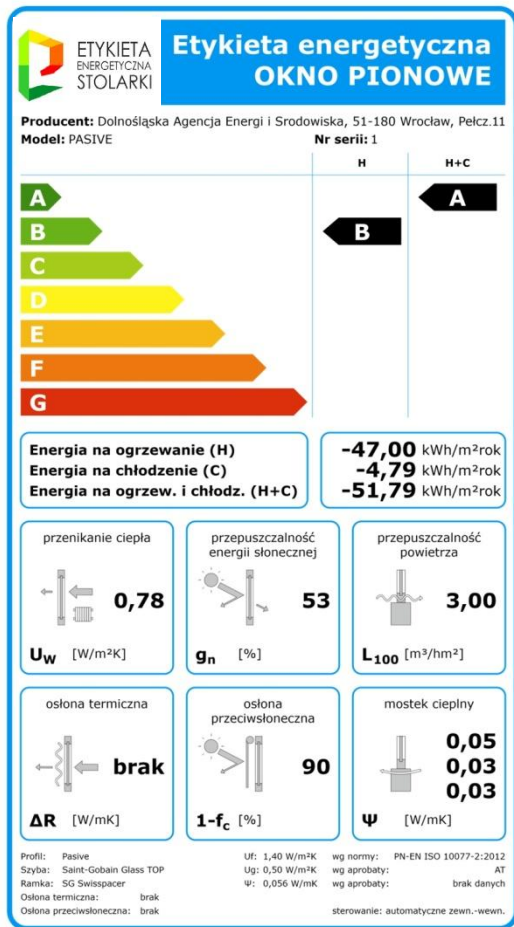 ETYKIETA
ENERGETYCZNA
STOLARKI
Etykieta energetyczna
OKNO PIONOWE
Producent: Dolnośląska Agencja Energi i Srodowiska, 51-180 Wrocław, Pełcz.11
Model: PASIVE Nr serii: 1
H H+C
A A
B B
C
D
E
F
G
Energia na ogrzewanie (H) -47,00 kWh/m²rok
Energia na chłodzenie (C) -4,79 kWh/m²rok
Energia na ogrzew. i chłodz. (H+C) -51,79 kWh/m²rok
przenikanie ciepła
0,78
Uw [W/m²K]
przepuszczalność
energii słonecznej
53
gn [%]
przepuszczalność
powietrza
3,00
L100 [m³/hm²]
osłona termiczna
brak
ΔR [W/mK]
osłona
przeciwsłoneczna
90
1-fc [%]
mostek cieplny
0,05
0,03
0,03
Ψ [W/mK]
Profil: Pasive Uf: 1,40 W/m²K wg normy: PN-EN ISO 10077-2:2012
Szyba: Saint-Gobain Glass TOP Ug: 0,50 W/m²K wg aprobaty: AT
Ramka: SG Swisspacer Ψ: 0,056 W/mK wg aprobaty: brak danych
Osłona termiczna: brak
Osłona przeciwsłoneczna: brak sterowanie: automatyczne zewn.-wewn.